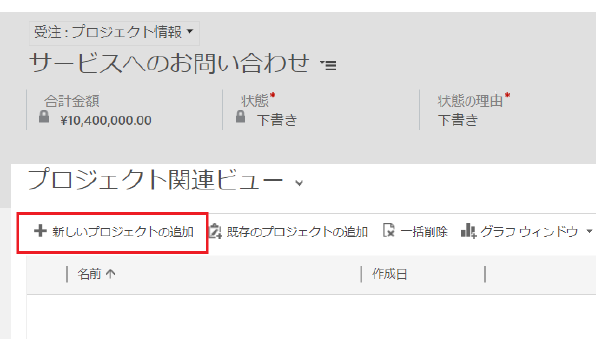 受注 : プロジェクト情報
サービスへのお問い合わせ
合計金額 状態* 状態の理由*
¥10,400,000.00 下書き 下書き
プロジェクト関連ビュー
新しいプロジェクトの追加 既存のプロジェクトの追加 一括削除 グラフ ウィンドウ
名前 ↑ 作成日